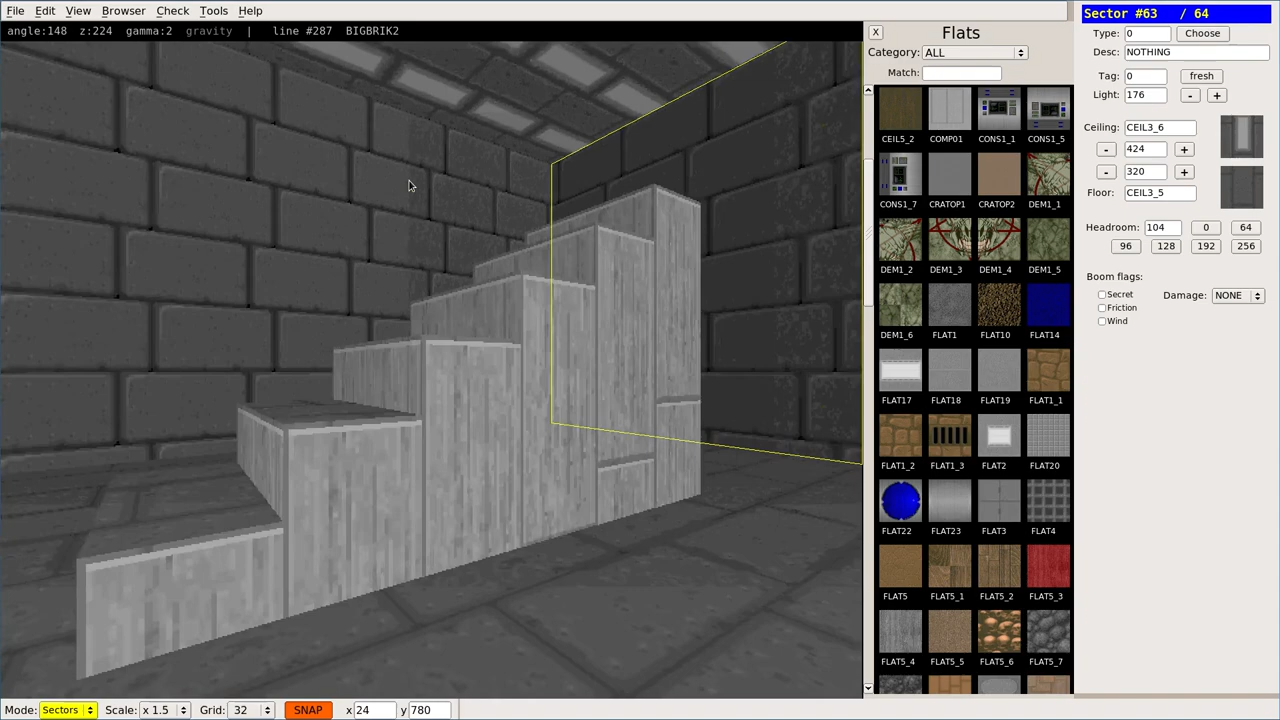 File Edit View Browser Check Tools Help
angle:148 z:224 gamma:2 gravity line #287 BIGBRIK2
X Flats
Category: ALL
Match:
CEIL5_2 COMP01 CONS1_1 CONS1_5
CONS1_7 CRATOP1 CRATOP2 DEM1_1
DEM1_2 DEM1_3 DEM1_4 DEM1_5
DEM1_6 FLAT1 FLAT10 FLAT14
FLAT17 FLAT18 FLAT19 FLAT1_1
FLAT1_2 FLAT1_3 FLAT2 FLAT20
FLAT22 FLAT23 FLAT3 FLAT4
FLAT5 FLAT5_1 FLAT5_2 FLAT5_3
FLAT5_4 FLAT5_5 FLAT5_6 FLAT5_7
Sector #63 / 64
Type: 0 Choose
Desc: NOTHING
Tag: 0 fresh
Light: 176 - +
Ceiling: CEIL3_6
- 424 +
- 320 +
Floor: CEIL3_5
Headroom: 104 0 64
96 128 192 256
Boom flags:
Secret Damage: NONE
Friction
Wind
Mode: Sectors Scale: x 1.5 Grid: 32 SNAP x 24 y 780